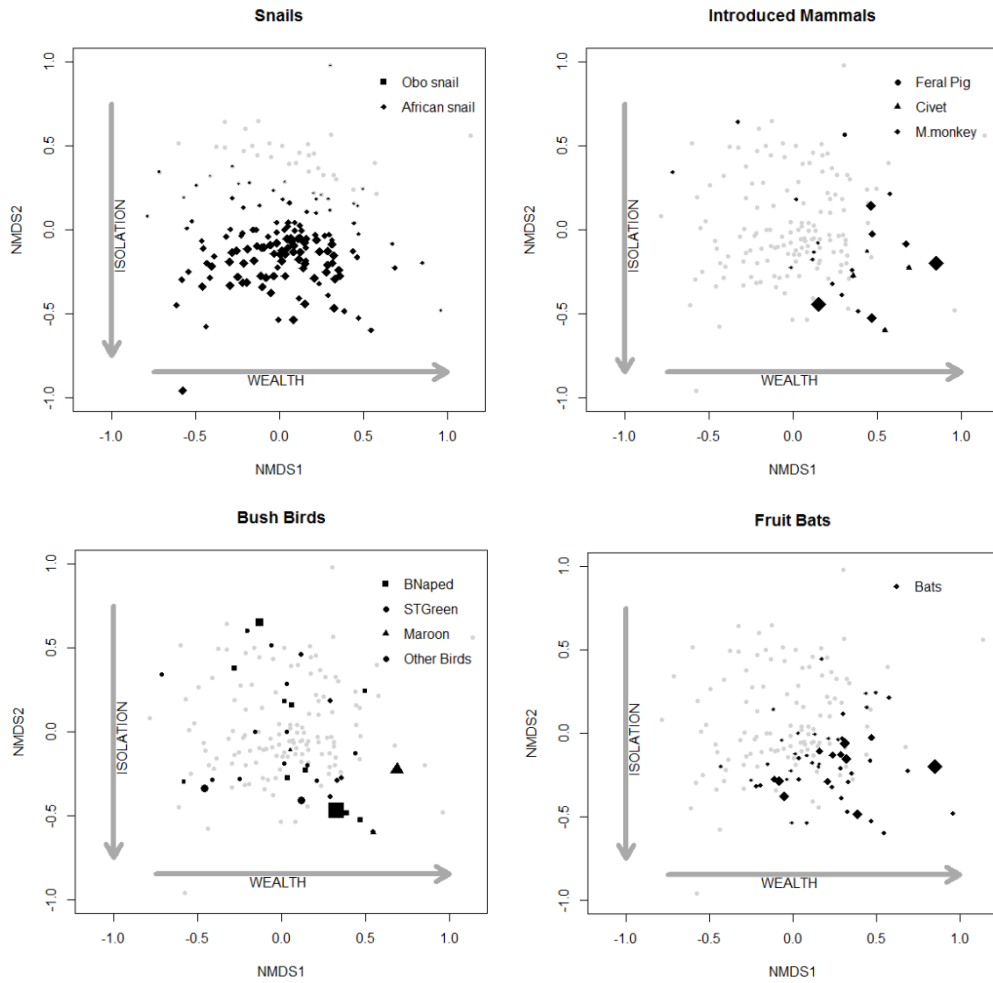 Snails
Obo snail
African snail
1.0
0.5
0.0
-0.5
-1.0
NMDS2
ISOLATION
WEALTH
-1.0 -0.5 0.0 0.5 1.0
NMDS1
Introduced Mammals
Feral Pig
Civet
M.monkey
1.0
0.5
0.0
-0.5
-1.0
NMDS2
ISOLATION
WEALTH
-1.0 -0.5 0.0 0.5 1.0
NMDS1
Bush Birds
BNaped
STGreen
Maroon
Other Birds
1.0
0.5
0.0
-0.5
-1.0
NMDS2
ISOLATION
WEALTH
-1.0 -0.5 0.0 0.5 1.0
NMDS1
Fruit Bats
Bats
1.0
0.5
0.0
-0.5
-1.0
NMDS2
ISOLATION
WEALTH
-1.0 -0.5 0.0 0.5 1.0
NMDS1